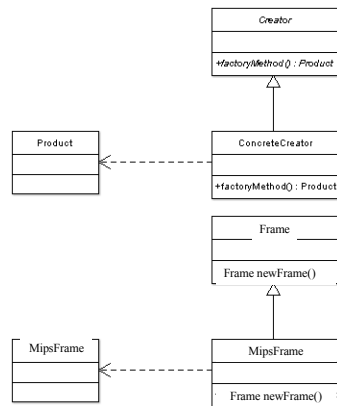 Creator
+factoryMethod() : Product
Product
ConcreteCreator
+factoryMethod() : Product
Frame
Frame newFrame()
MipsFrame
MipsFrame
Frame newFrame()